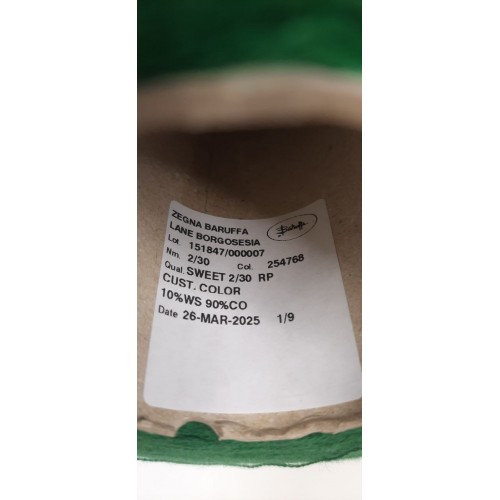 ZEGNA BARUFFA
LANE BORGOSESIA
Lot. 151847/000007
Nm. 2/30 Col. 254768
Qual. SWEET 2/30 RP
CUST. COLOR
10%WS 90%CO
Date 26-MAR-2025 1/9
Baruffa